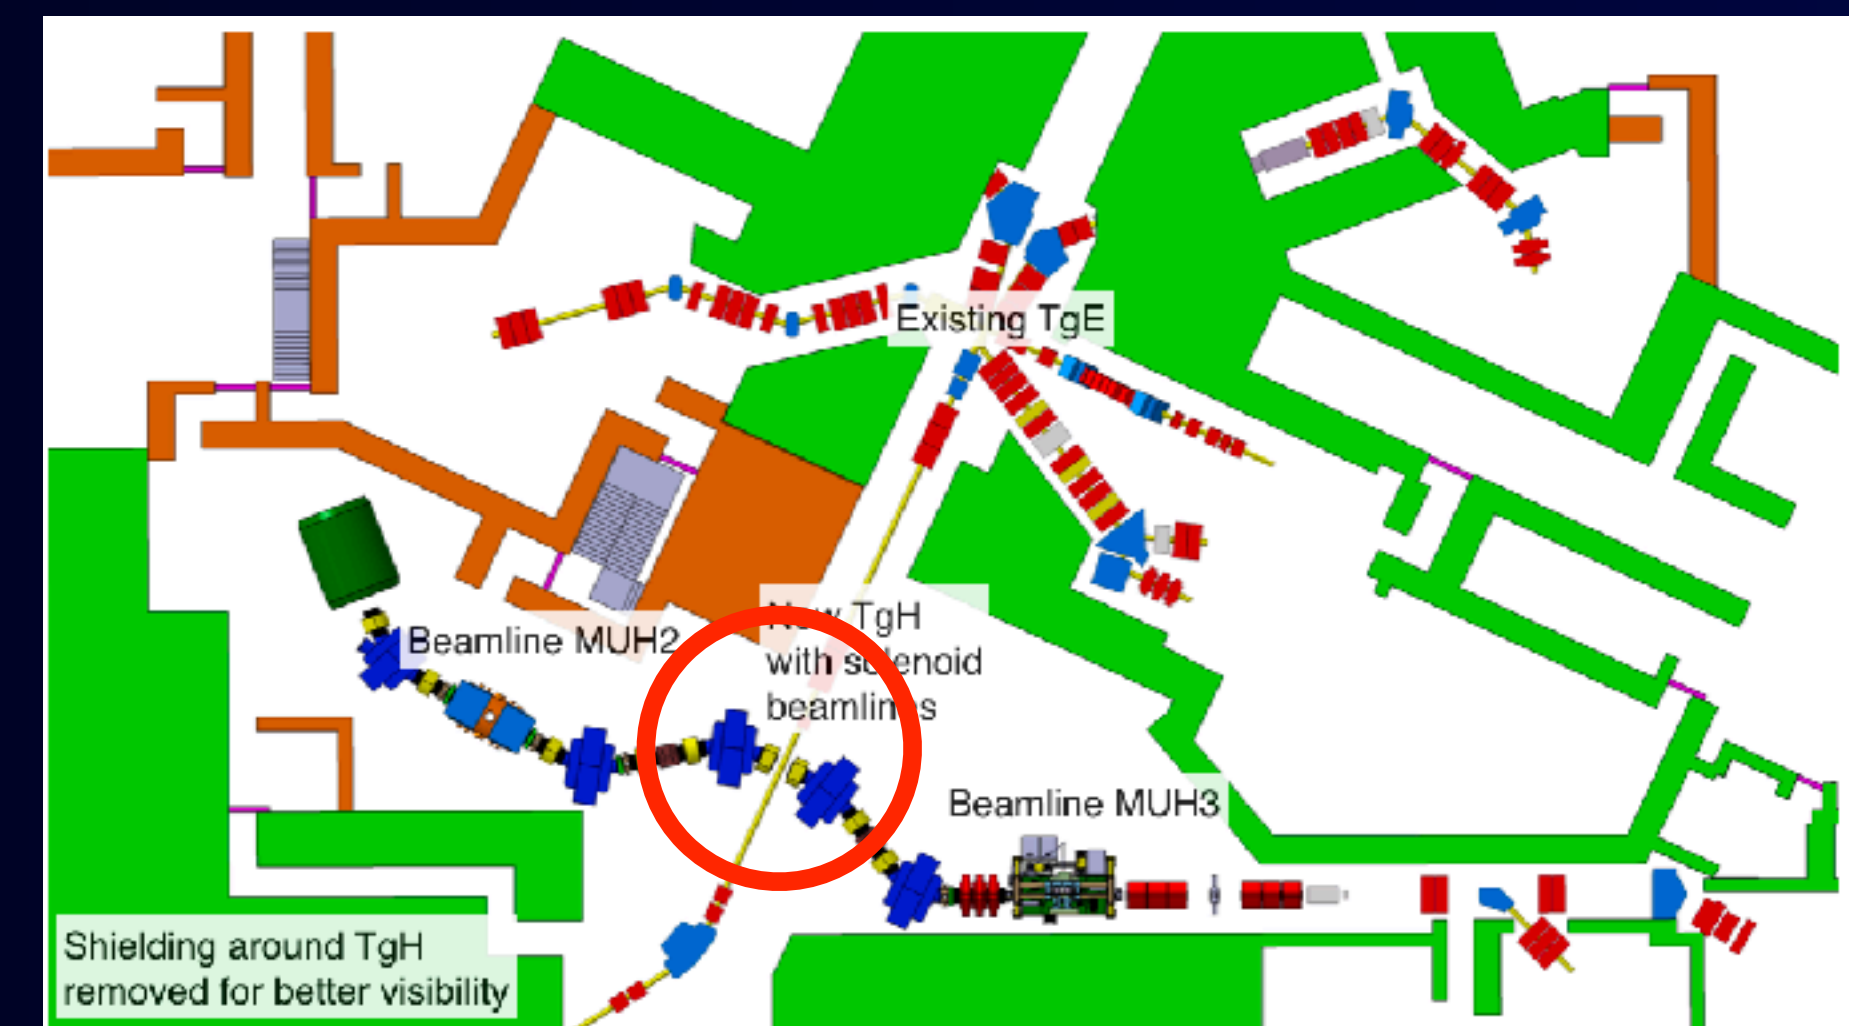 Existing TgE
New TgH
with solenoid
beamlines
Beamline MUH2
Beamline MUH3
Shielding around TgH
removed for better visibility